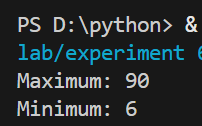 PS D:\python> &
lab/experiment 6
Maximum: 90
Minimum: 6